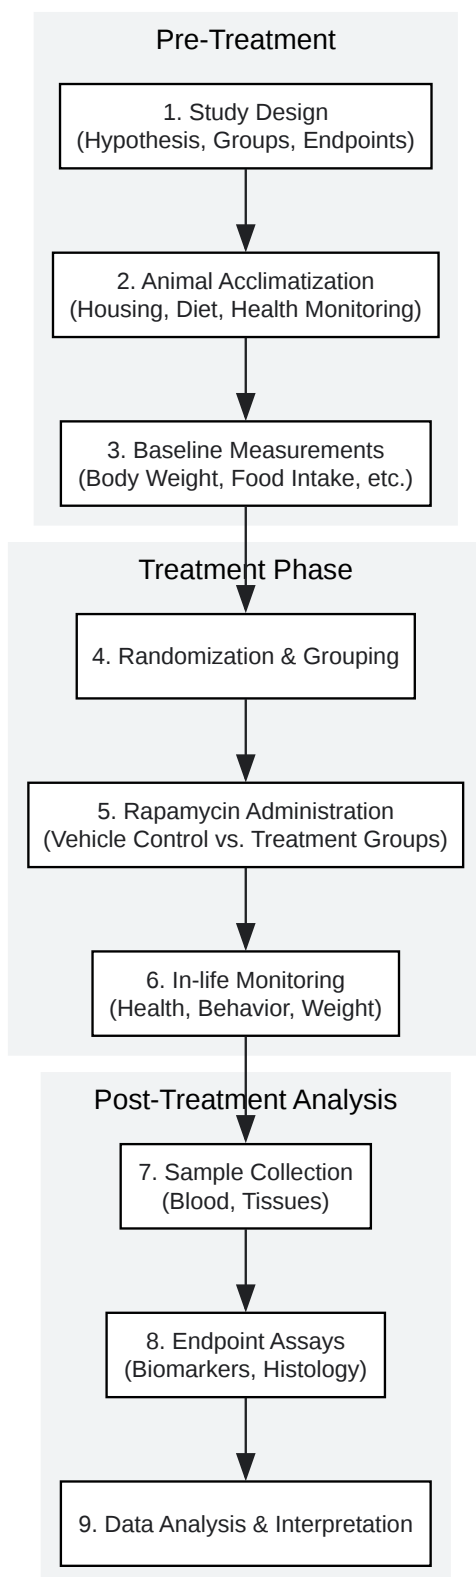 Pre-Treatment
1. Study Design
(Hypothesis, Groups, Endpoints)
2. Animal Acclimatization
(Housing, Diet, Health Monitoring)
3. Baseline Measurements
(Body Weight, Food Intake, etc.)
Treatment Phase
4. Randomization & Grouping
5. Rapamycin Administration
(Vehicle Control vs. Treatment Groups)
6. In-life Monitoring
(Health, Behavior, Weight)
Post-Treatment Analysis
7. Sample Collection
(Blood, Tissues)
8. Endpoint Assays
(Biomarkers, Histology)
9. Data Analysis & Interpretation